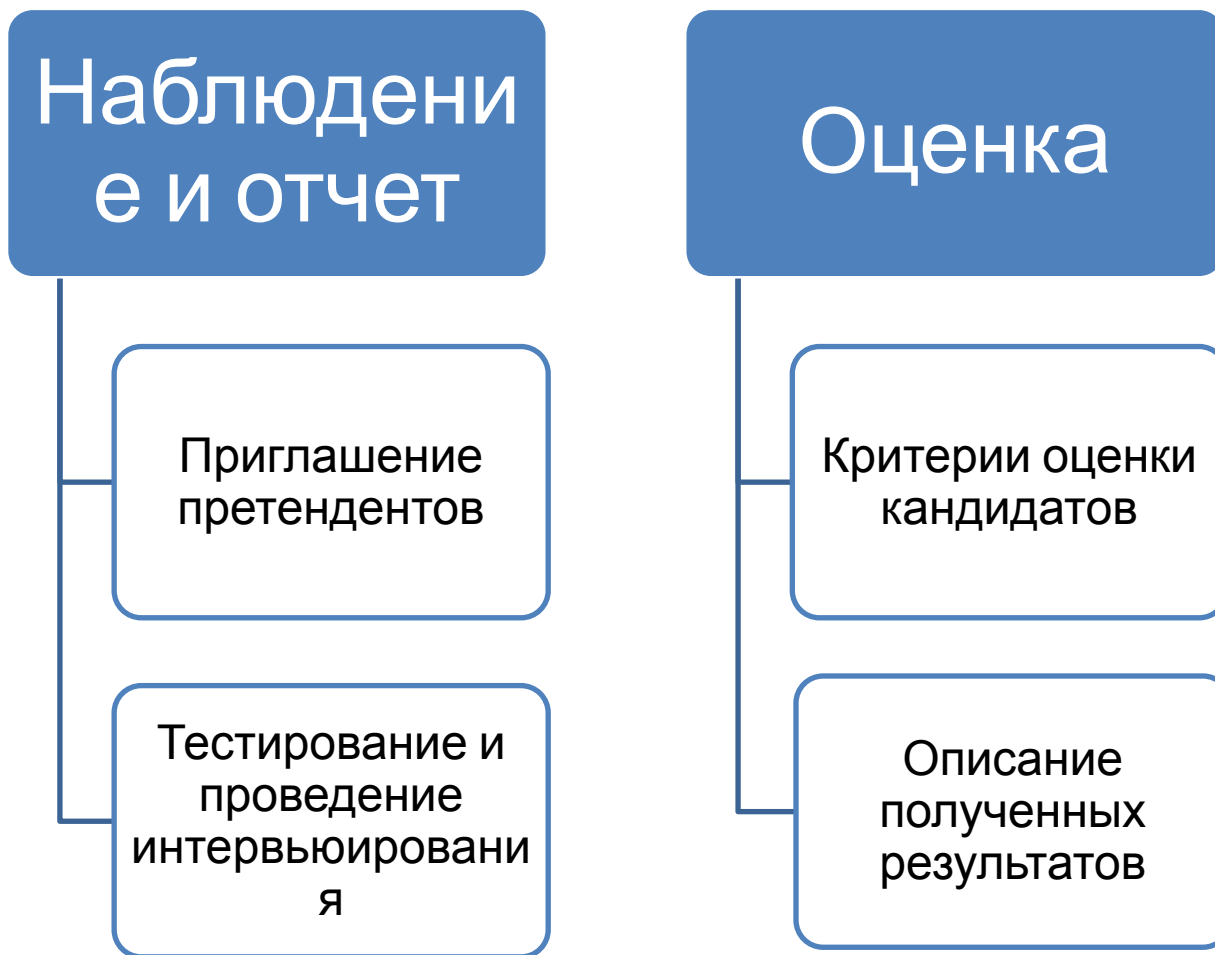 Наблюдени
е и отчет
Приглашение
претендентов
Тестирование и
проведение
интервьюировани
я
Оценка
Критерии оценки
кандидатов
Описание
полученных
результатов